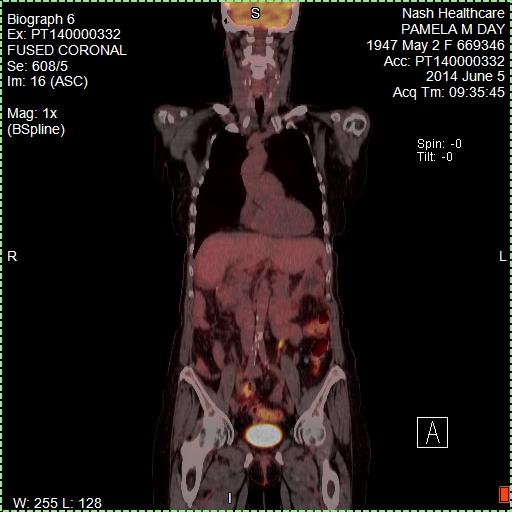 Biograph 6
Ex: PT140000332
FUSED CORONAL
Se: 608/5
Im: 16 (ASC)
Mag: 1x
(BSpline)
S
Nash Healthcare
PAMELA M DAY
1947 May 2 F 669346
Acc: PT140000332
2014 June 5
Acq Tm: 09:35:45
Spin: -0
Tilt: -0
R
L
A
W: 255 L: 128
I